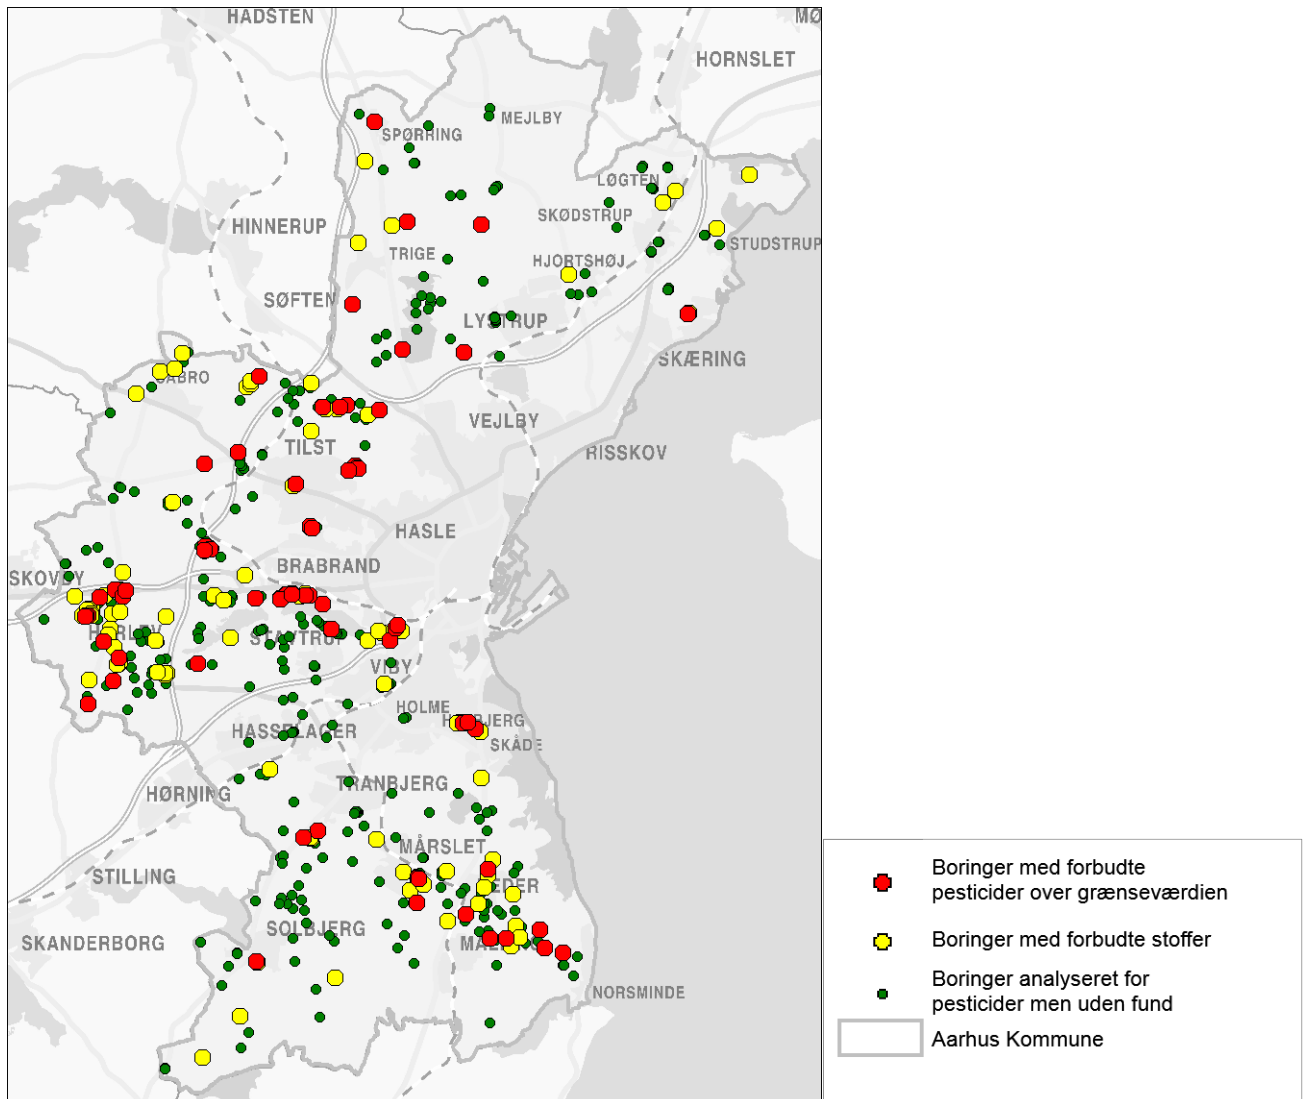 HADSTEN
HORNSLET
MEJLBY
SPØRRING
LØGTEN
SKØDSTRUP
HINNERUP
STUDSTRUP
TRIGE
HJORTSHØJ
SØFTEN
LYSTRUP
SKÆRING
SABRO
VEJLBY
TILST
RISSKOV
HASLE
BRABRAND
SKOVBY
HARLEV
STAVTRUP
VIBY
HOLME
HØJBJERG
HASSELAGER
SKÅDE
TRANBJERG
HØRNING
MÅRSLET
STILLING
BEDER
SOLBJERG
SKANDERBORG
NORSMINDE
Boringer med forbudte
pesticider over grænseværdien
Boringer med forbudte stoffer
Boringer analyseret for
pesticider men uden fund
Aarhus Kommune